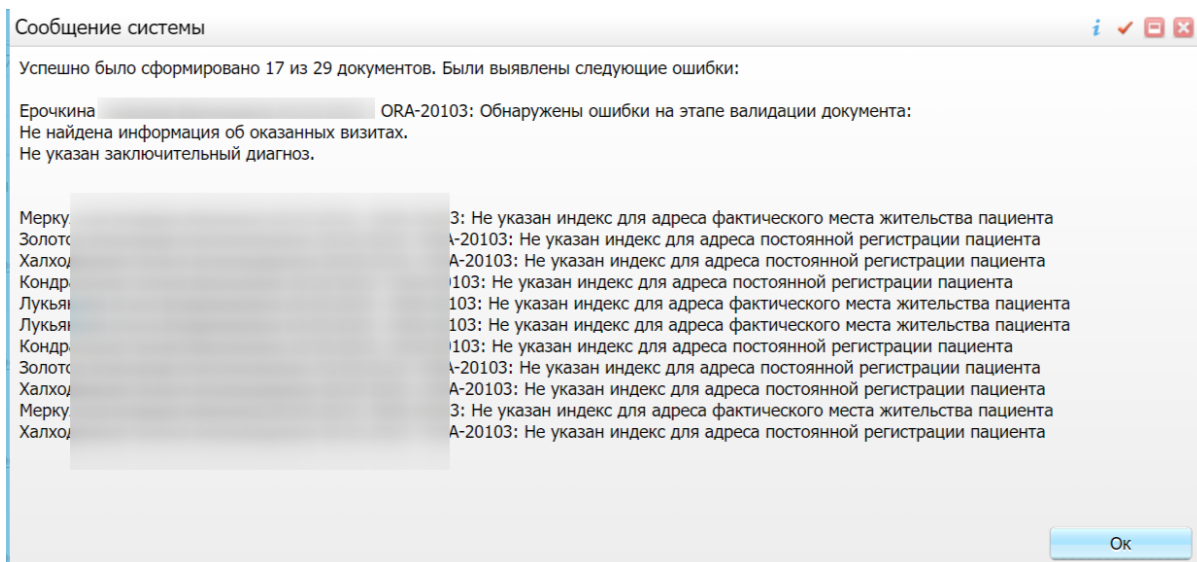 Сообщение системы
Успешно было сформировано 17 из 29 документов. Были выявлены следующие ошибки:
Ерочкина ORA-20103: Обнаружены ошибки на этапе валидации документа:
Не найдена информация об оказанных визитах.
Не указан заключительный диагноз.
Мерку 3: Не указан индекс для адреса фактического места жительства пациента
Золото А-20103: Не указан индекс для адреса постоянной регистрации пациента
Халход А-20103: Не указан индекс для адреса постоянной регистрации пациента
Кондра 103: Не указан индекс для адреса постоянной регистрации пациента
Лукья 103: Не указан индекс для адреса фактического места жительства пациента
Лукья 103: Не указан индекс для адреса фактического места жительства пациента
Кондр 103: Не указан индекс для адреса постоянной регистрации пациента
Золото A-20103: Не указан индекс для адреса постоянной регистрации пациента
Халход A-20103: Не указан индекс для адреса постоянной регистрации пациента
Мерку 3: Не указан индекс для адреса фактического места жительства пациента
Халход A-20103: Не указан индекс для адреса постоянной регистрации пациента
Ок